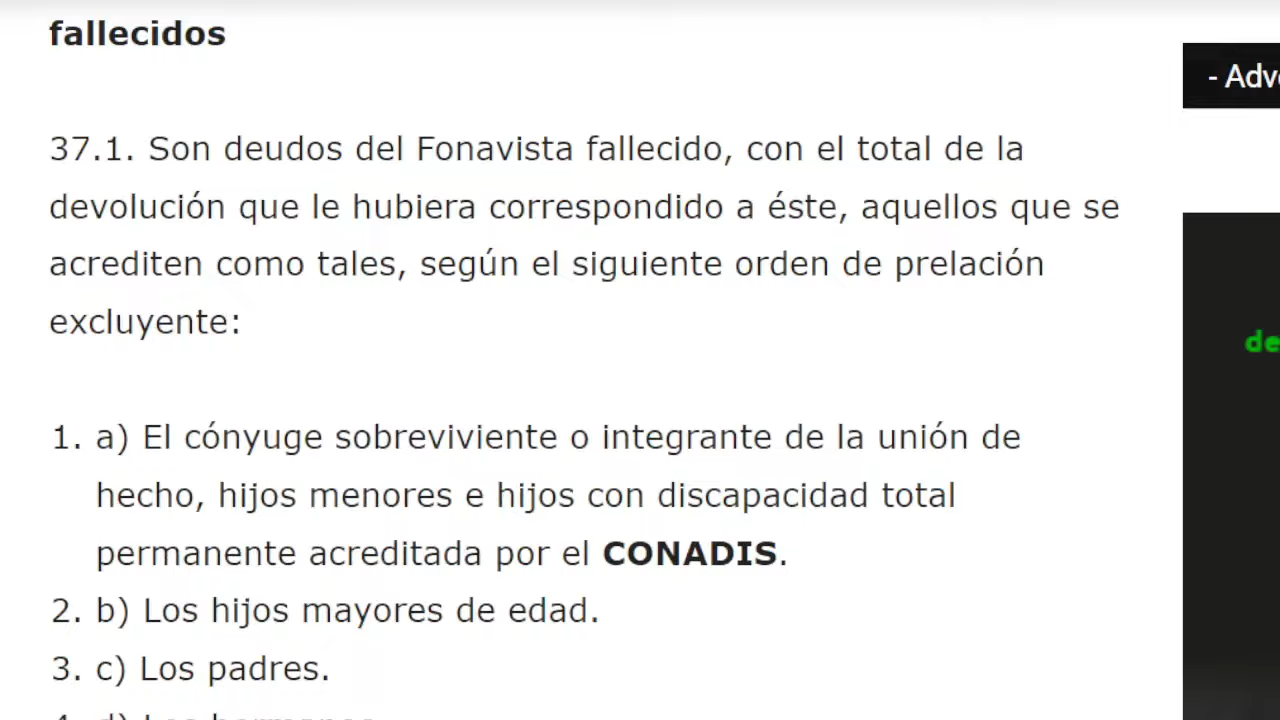 fallecidos
- Adv
37.1. Son deudos del Fonavista fallecido, con el total de la
devolución que le hubiera correspondido a éste, aquellos que se
acrediten como tales, según el siguiente orden de prelación
excluyente:
de
1. a) El cónyuge sobreviviente o integrante de la unión de
hecho, hijos menores e hijos con discapacidad total
permanente acreditada por el CONADIS.
2. b) Los hijos mayores de edad.
3. c) Los padres.